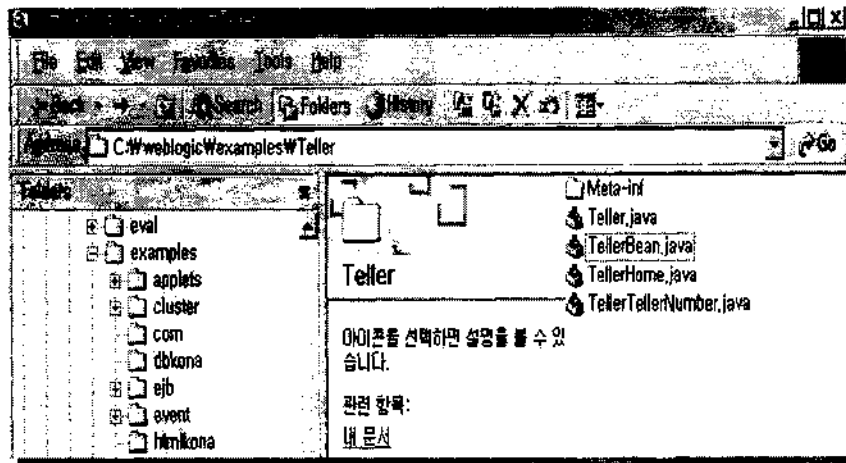 File Edit View Favorites Tools Help
Back Search Folders History
Address C:₩weblogic₩examples₩Teller Go
Folders
eval
examples
applets
cluster
com
dbkona
ejb
event
htmlkona
Teller
아이콘을 선택하면 설명을 볼 수 있
습니다.
관련 항목:
내 문서
Meta-inf
Teller.java
TellerBean.java
TellerHome.java
TellerTellerNumber.java